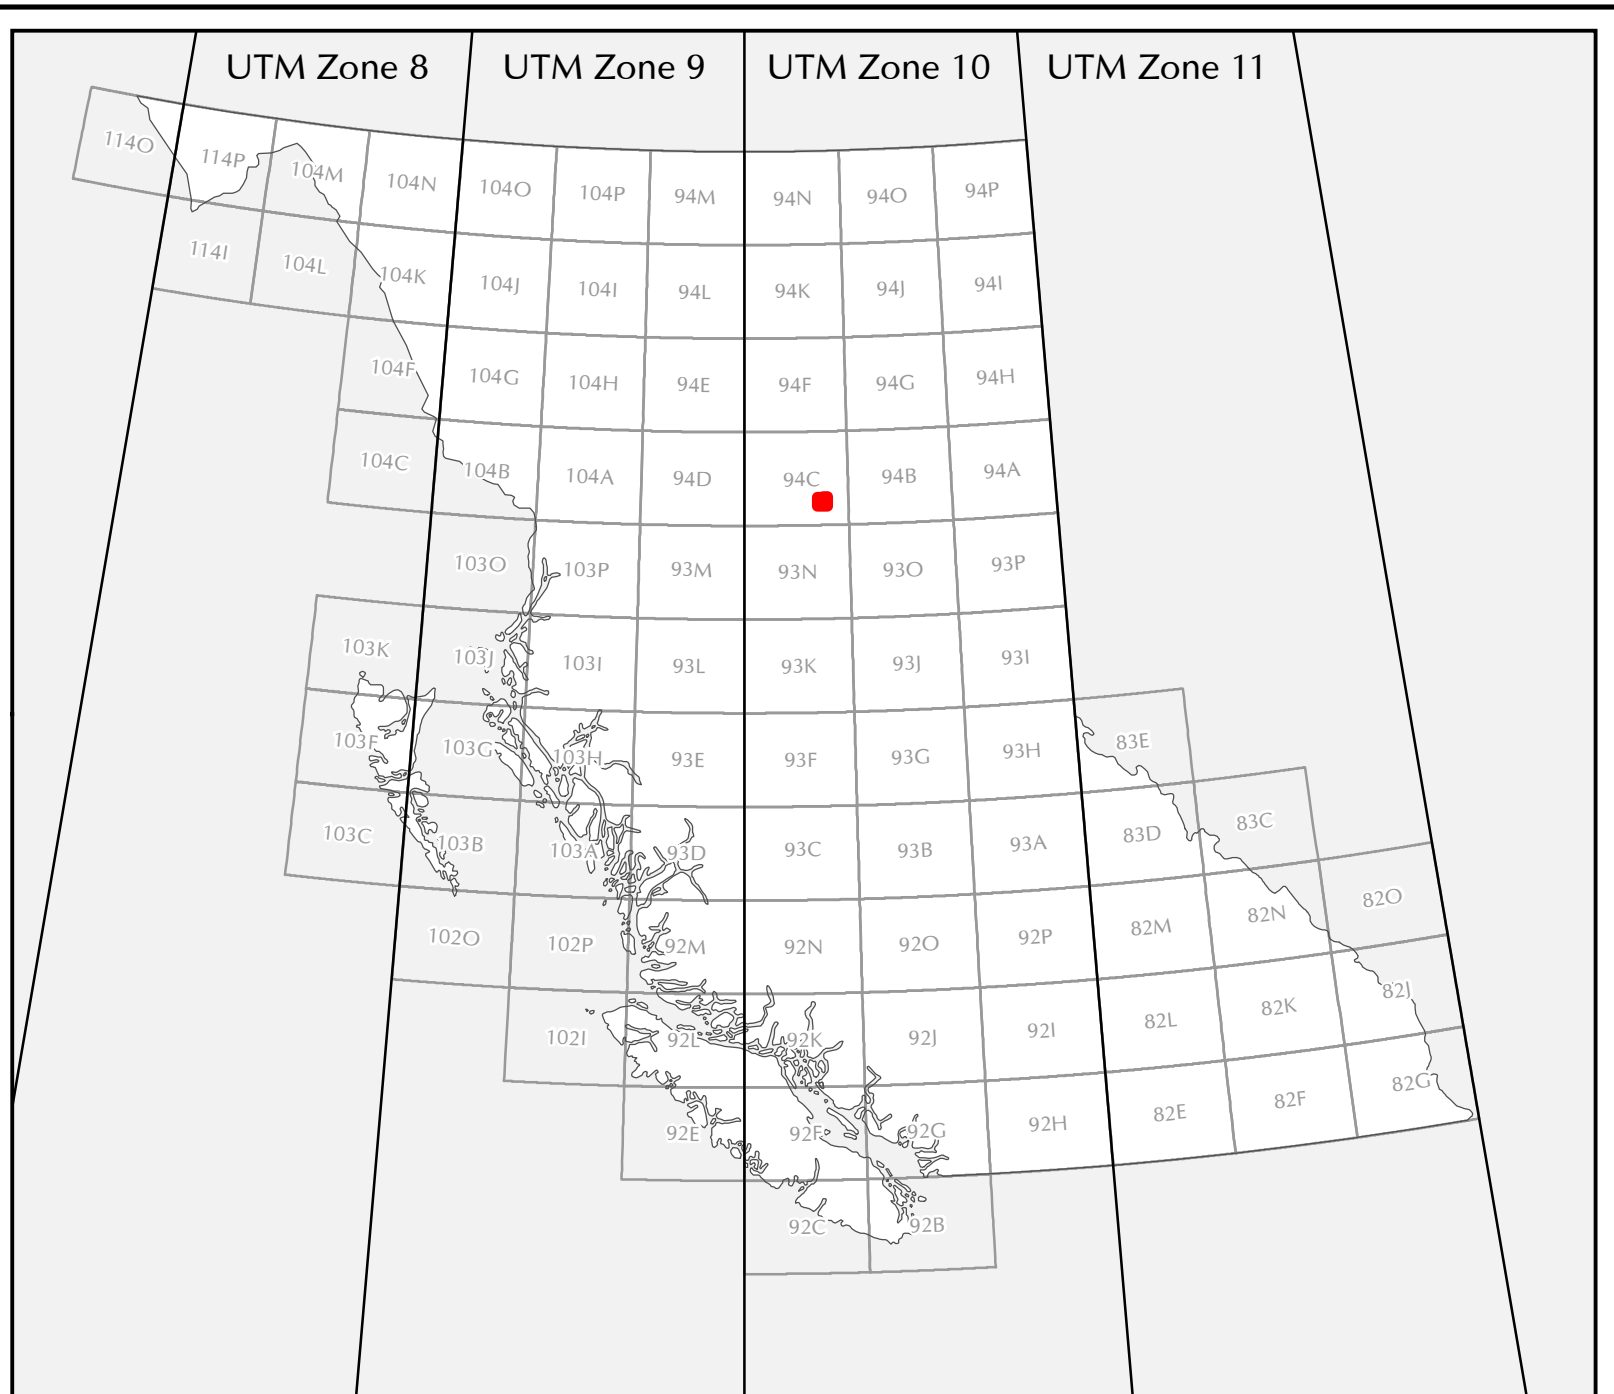 UTM Zone 8 UTM Zone 9 UTM Zone 10 UTM Zone 11
114O 114P 104M 104N 104O 104P 94M 94N 94O 94P
114I 104L 104K 104J 104I 94L 94K 94J 94I
104F 104G 104H 94E 94F 94G 94H
104C 104B 104A 94D 94C 94B 94A
103O 103P 93M 93N 93O 93P
103K 103J 103I 93L 93K 93J 93I
103F 103G 103H 93E 93F 93G 93H 83E
103C 103B 103A 93D 93C 93B 93A 83D 83C
102O 102P 92M 92N 92O 92P 82M 82N 82O
102I 92L 92K 92J 92I 82L 82K 82J
92E 92F 92G 92H 82E 82F 82G
92C 92B